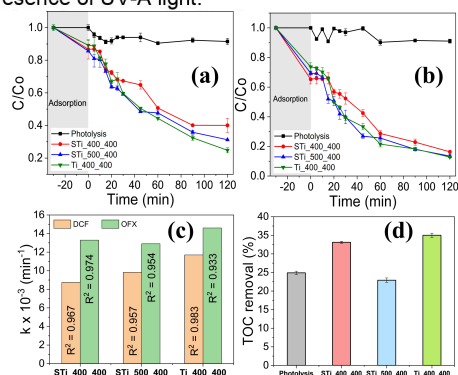 esence of UV-A light.
C/Co
1.0
0.8
0.6
0.4
0.2
Adsorption
(a)
Photolysis
STi_400_400
STi_500_400
Ti_400_400
-20 0 20 40 60 80 100 120
Time (min)
C/Co
1.0
0.8
0.6
0.4
0.2
Adsorption
(b)
Photolysis
STi_400_400
STi_500_400
Ti_400_400
-20 0 20 40 60 80 100 120
Time (min)
k x 10⁻³ (min⁻¹)
16
14
12
10
8
6
4
2
0
DCF OFX
(c)
R² = 0.967
R² = 0.974
R² = 0.957
R² = 0.954
R² = 0.983
R² = 0.933
STi_400_400 STi_500_400 Ti_400_400
TOC removal (%)
40
35
30
25
20
15
10
5
0
(d)
Photolysis STi_400_400 STi_500_400 Ti_400_400